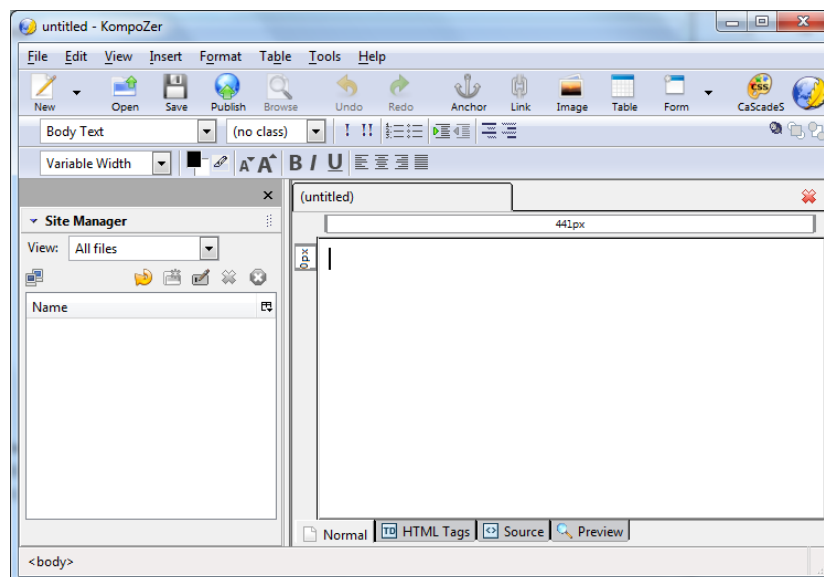 untitled - KompoZer
File Edit View Insert Format Table Tools Help
New Open Save Publish Browse Undo Redo Anchor Link Image Table Form CaScadeS
Body Text (no class) ! !!
Variable Width A A B I U
(untitled)
Site Manager
441px
View: All files
0px
Name
Normal TD HTML Tags Source Preview
<body>